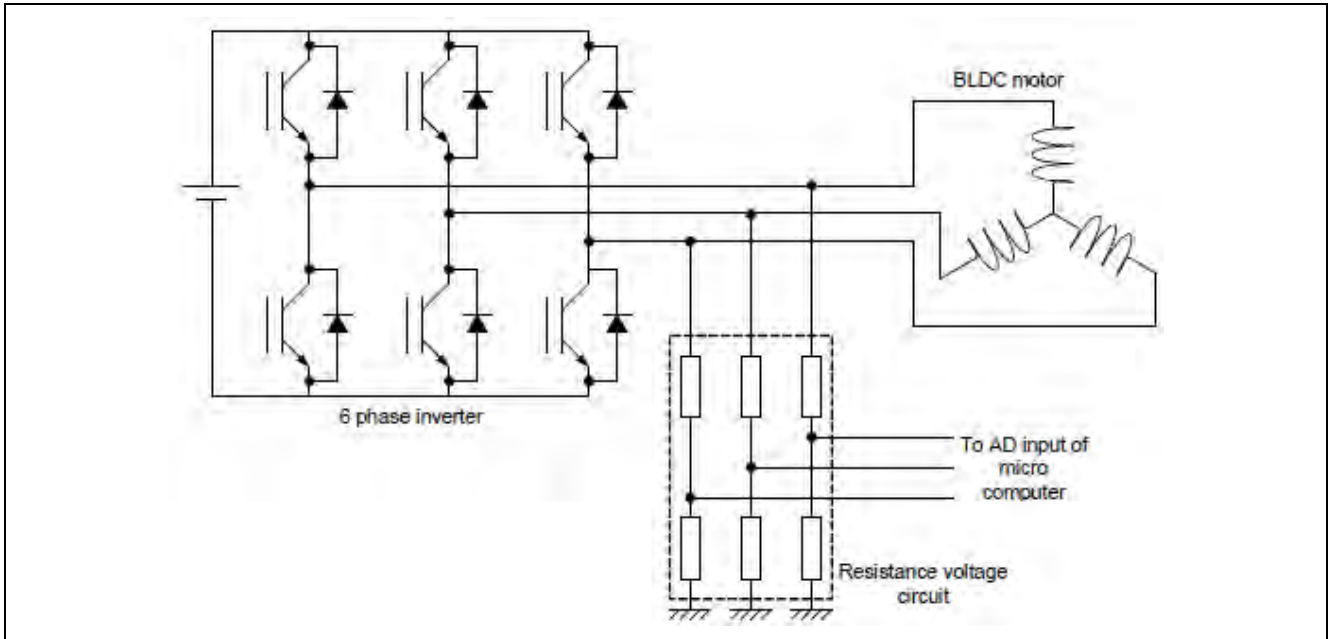 BLDC motor
6 phase inverter
To AD input of
micro
computer
Resistance voltage
circuit